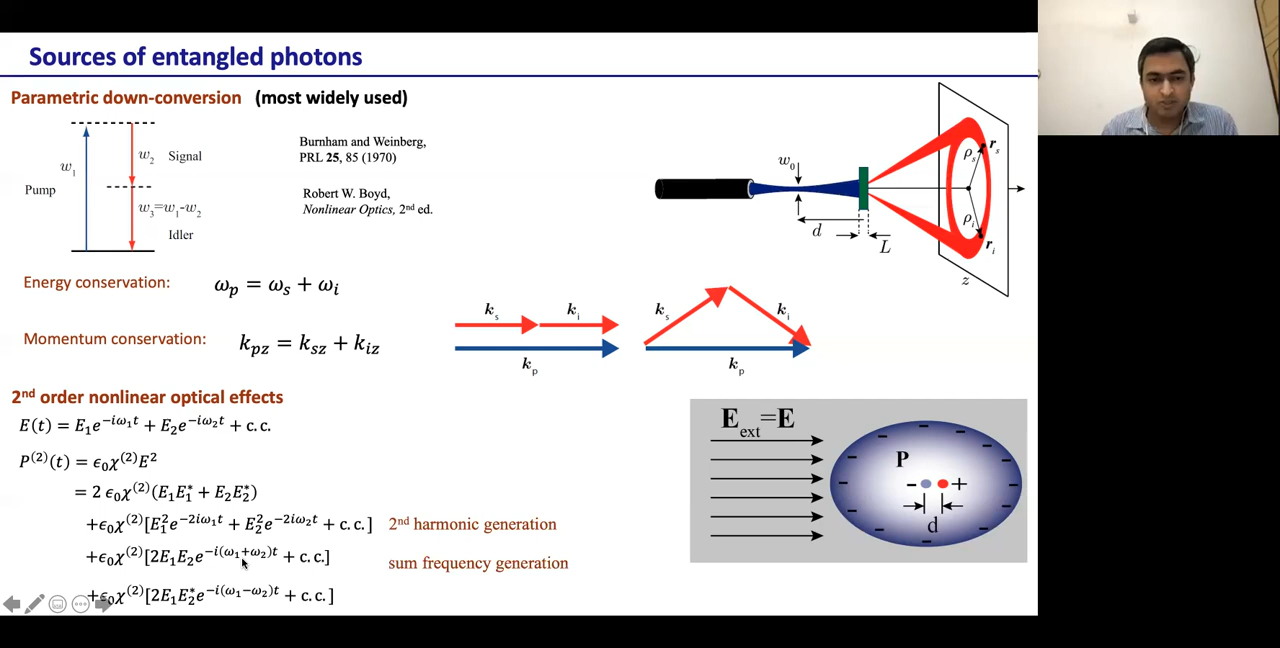 Sources of entangled photons
Parametric down-conversion (most widely used)
w₁
Pump
w₂ Signal
w₃=w₁-w₂
Idler
Burnham and Weinberg,
PRL 25, 85 (1970)
Robert W. Boyd,
Nonlinear Optics, 2nd ed.
w₀
d
L
ρₛ
rₛ
ρᵢ
rᵢ
z
Energy conservation: ωₚ = ωₛ + ωᵢ
Momentum conservation: k_pz = k_sz + k_iz
kₛ kᵢ
kₚ
kₛ kᵢ
kₚ
2nd order nonlinear optical effects
E(t) = E₁e^{-iω₁t} + E₂e^{-iω₂t} + c.c.
P⁽²⁾(t) = ϵ₀χ⁽²⁾E²
= 2 ϵ₀χ⁽²⁾(E₁E₁* + E₂E₂*)
+ϵ₀χ⁽²⁾[E₁²e^{-2iω₁t} + E₂²e^{-2iω₂t} + c.c.] 2nd harmonic generation
+ϵ₀χ⁽²⁾[2E₁E₂e^{-i(ω₁+ω₂)t} + c.c.] sum frequency generation
+ϵ₀χ⁽²⁾[2E₁E₂*e^{-i(ω₁-ω₂)t} + c.c.]
E_ext=E
P
- +
d